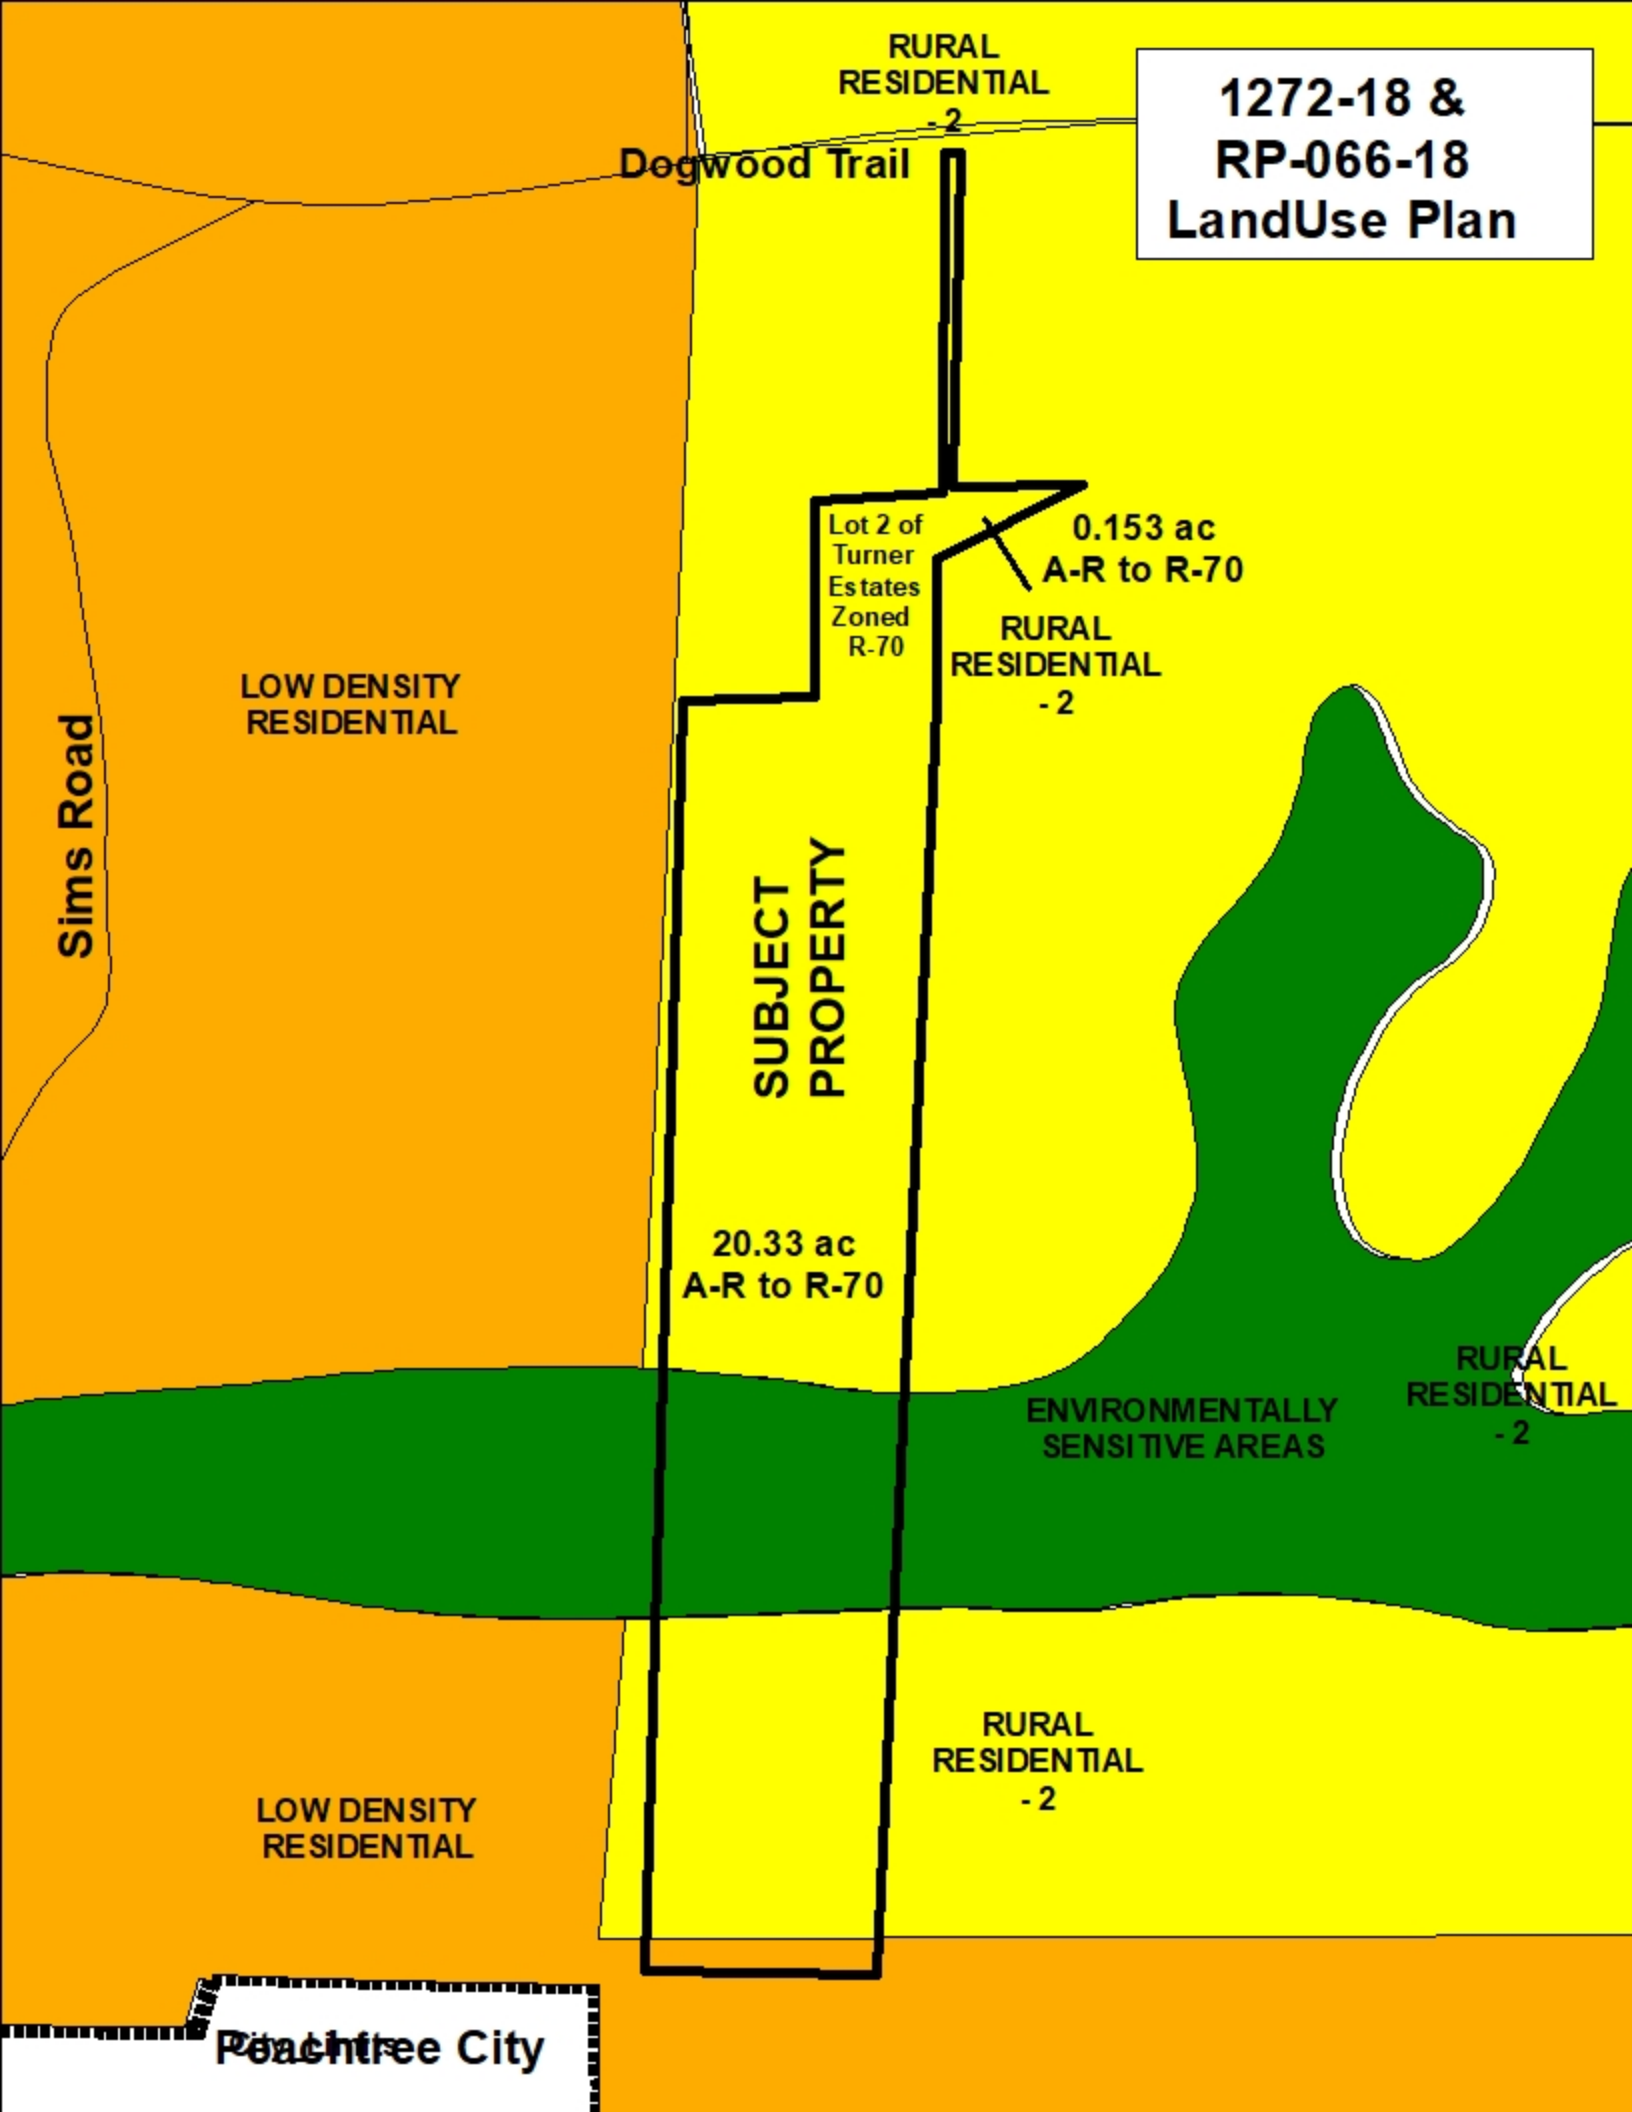 RURAL
RESIDENTIAL
- 2
1272-18 &
RP-066-18
LandUse Plan
Dogwood Trail
Lot 2 of
Turner
Estates
Zoned
R-70
0.153 ac
A-R to R-70
RURAL
RESIDENTIAL
- 2
LOW DENSITY
RESIDENTIAL
Sims Road
SUBJECT
PROPERTY
20.33 ac
A-R to R-70
ENVIRONMENTALLY
SENSITIVE AREAS
RURAL
RESIDENTIAL
- 2
RURAL
RESIDENTIAL
- 2
LOW DENSITY
RESIDENTIAL
Peachtree City